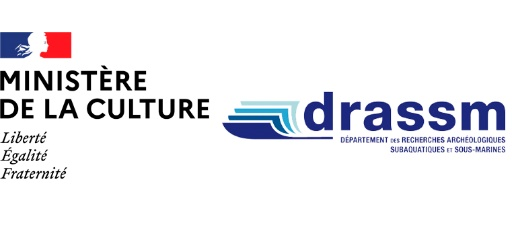 MINISTÈRE
DE LA CULTURE
Liberté
Égalité
Fraternité
drassm
DÉPARTEMENT DES RECHERCHES ARCHÉOLOGIQUES
SUBAQUATIQUES ET SOUS-MARINES